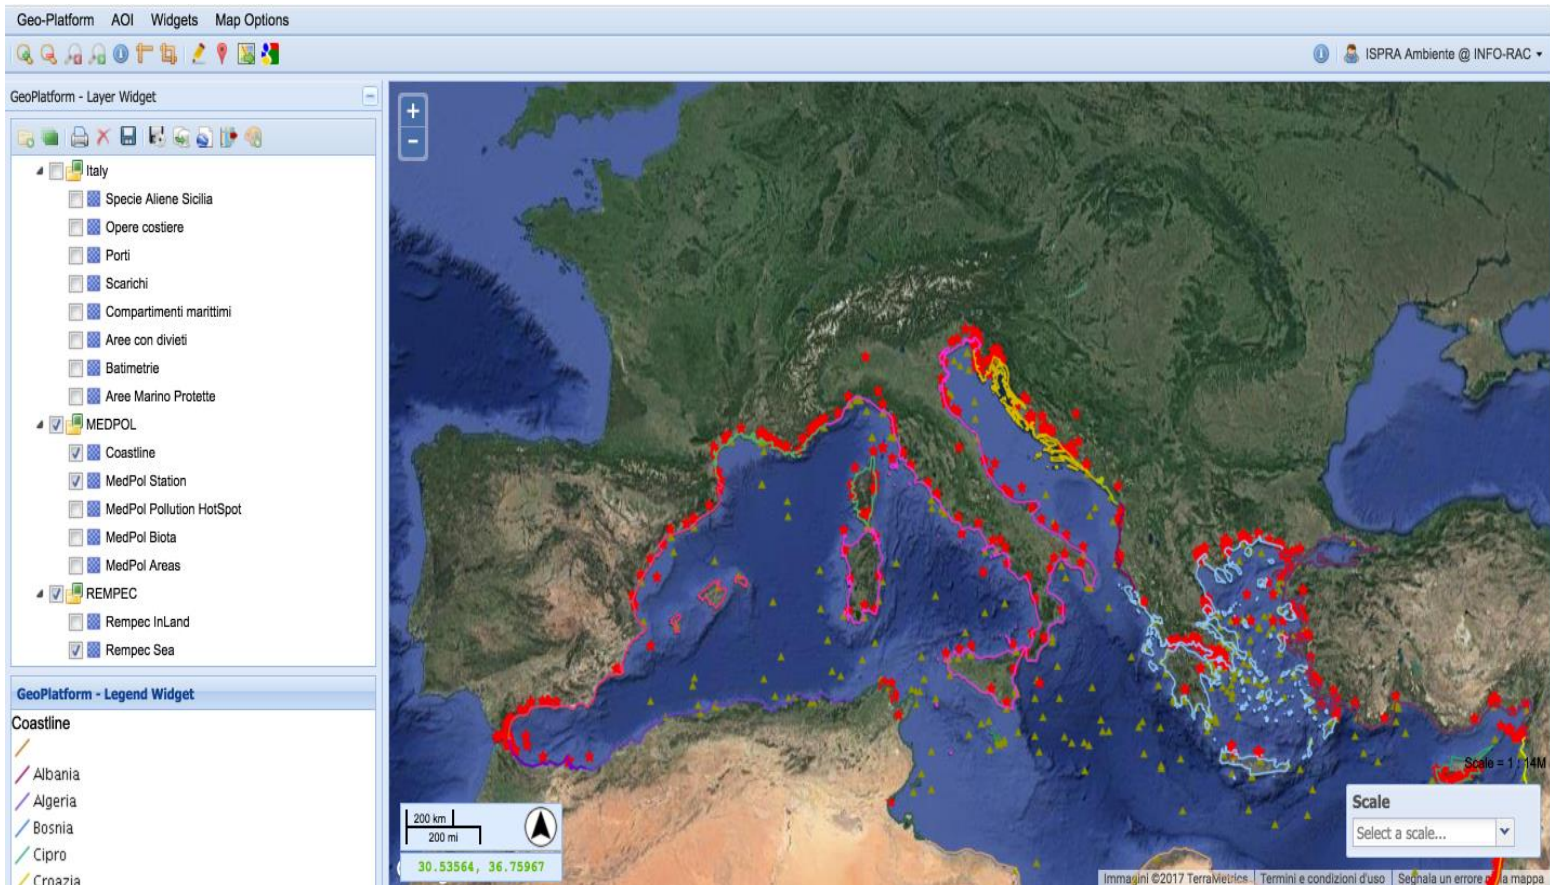 Geo-Platform AOI Widgets Map Options
ISPRA Ambiente @ INFO-RAC
GeoPlatform - Layer Widget
Italy
Specie Aliene Sicilia
Opere costiere
Porti
Scarichi
Compartimenti marittimi
Aree con divieti
Batimetrie
Aree Marino Protette
MEDPOL
Coastline
MedPol Station
MedPol Pollution HotSpot
MedPol Biota
MedPol Areas
REMPEC
Rempec InLand
Rempec Sea
GeoPlatform - Legend Widget
Coastline
Albania
Algeria
Bosnia
Cipro
Croazia
+
-
200 km
200 mi
30.53564, 36.75967
Scale = 1 : 14M
Scale
Select a scale...
Immagini ©2017 TerraMetrics Termini e condizioni d'uso Segnala un errore nella mappa